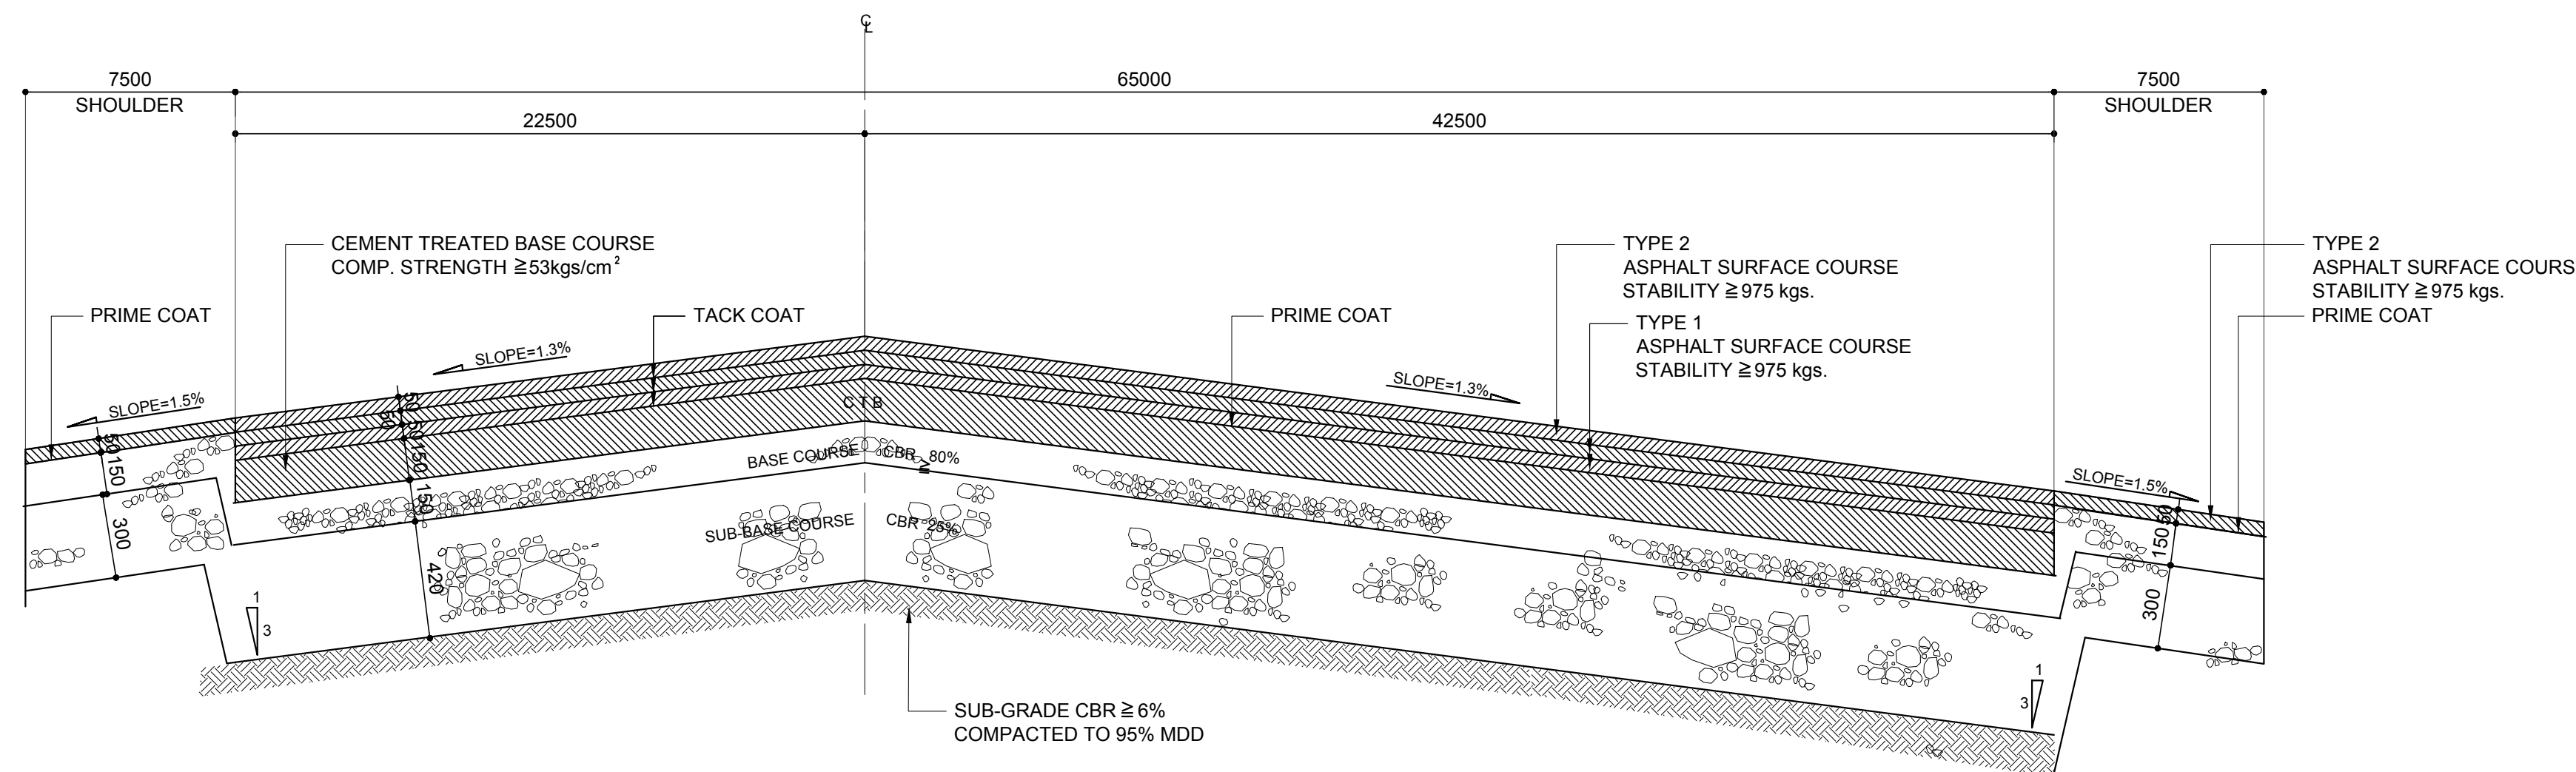 C
L
7500
65000
7500
SHOULDER
SHOULDER
22500
42500
CEMENT TREATED BASE COURSE
COMP. STRENGTH ≧53kgs/cm²
TYPE 2
ASPHALT SURFACE COURSE
STABILITY ≧975 kgs.
TYPE 2
ASPHALT SURFACE COURS
STABILITY ≧975 kgs.
PRIME COAT
PRIME COAT
TACK COAT
PRIME COAT
TYPE 1
ASPHALT SURFACE COURSE
STABILITY ≧975 kgs.
SLOPE=1.3%
SLOPE=1.3%
SLOPE=1.5%
SLOPE=1.5%
50
150
300
50
50
50
150
150
420
C T B
BASE COURSE
CBR ≧ 80%
SUB-BASE COURSE
CBR 25%
50
150
300
1
3
1
3
SUB-GRADE CBR ≧ 6%
COMPACTED TO 95% MDD